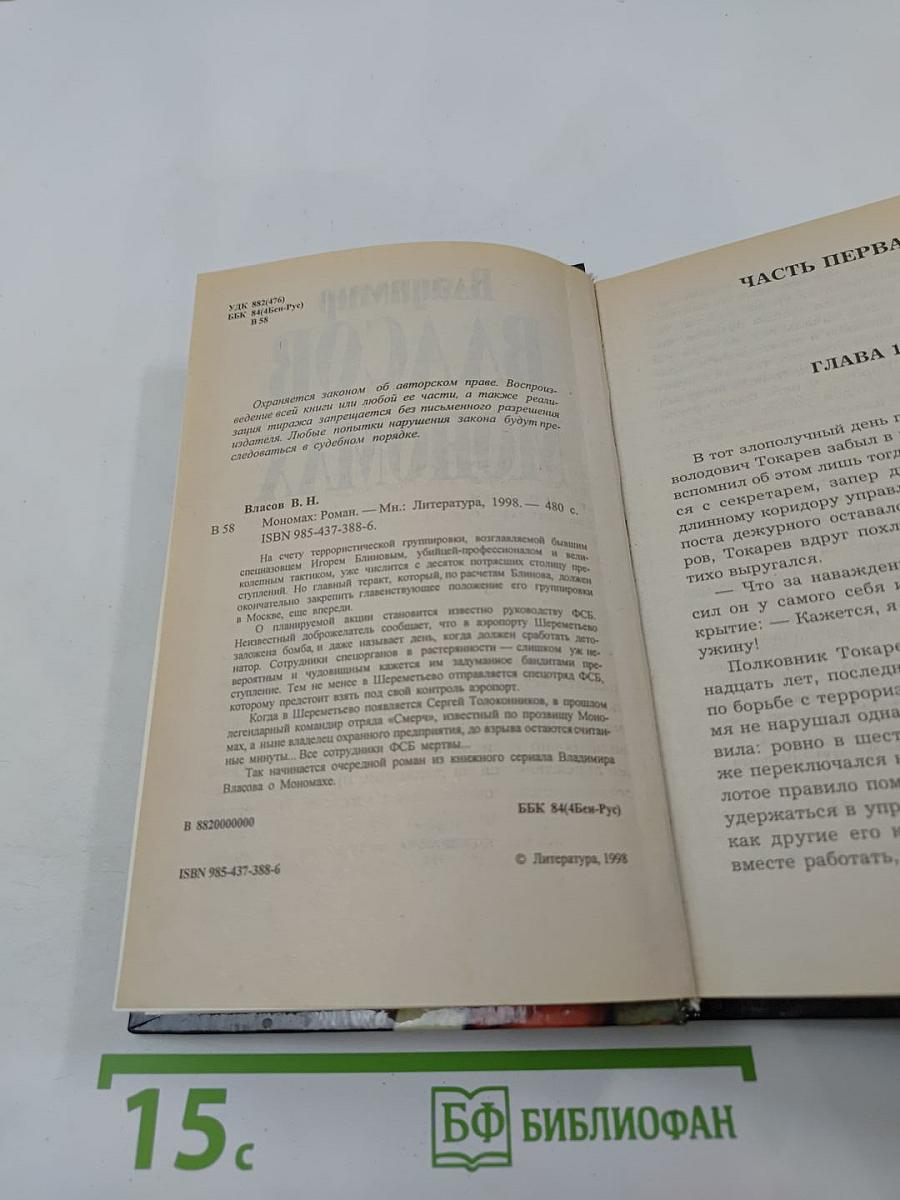 УДК 882(476)
ББК 84(4Беи-Рус)
В 58
Охраняется законом об авторском праве. Воспроиз-
ведение всей книги или любой ее части, а также реали-
зация тиража запрещается без письменного разрешения
издателя. Любые попытки нарушения закона будут пре-
следоваться в судебном порядке.
Власов В. Н.
В 58 Мономах: Роман. — Мн.: Литература, 1998. — 480 с.
ISBN 985-437-388-6.
На счету террористической группировки, возглавляемой бывшим
спецназовцем Игорем Блиновым, убийцей-профессионалом и вели-
колепным тактиком, уже числится с десяток потрясших столицу пре-
ступлений. Но главный теракт, который, по расчетам Блинова, должен
окончательно закрепить главенствующее положение его группировки
в Москве, еще впереди.
О планируемой акции становится известно руководству ФСБ.
Неизвестный доброжелатель сообщает, что в аэропорту Шереметьево
заложена бомба, и даже называет день, когда должен сработать дето-
натор. Сотрудники спецорганов в растерянности — слишком уж не-
вероятным и чудовищным кажется им задуманное бандитами пре-
ступление. Тем не менее в Шереметьево отправляется спецотряд ФСБ,
которому предстоит взять под свой контроль аэропорт.
Когда в Шереметьево появляется Сергей Толоконников, в прошлом
легендарный командир отряда «Смерч», известный по прозвищу Моно-
мах, а ныне владелец охранного предприятия, до взрыва остаются считан-
ные минуты... Все сотрудники ФСБ мертвы...
Так начинается очередной роман из книжного сериала Владимира
Власова о Мономахе.
ББК 84(4Беи-Рус)
В 8820000000
ISBN 985-437-388-6
© Литература, 1998
ЧАСТЬ ПЕРВА
ГЛАВА 1
В тот злополучный день п
володович Токарев забыл в
вспомнил об этом лишь тогд
ся с секретарем, запер д
длинному коридору управл
поста дежурного оставало
ров, Токарев вдруг похл
тихо выругался.
— Что за наважден
сил он у самого себя и
крытие: — Кажется, я
ужину!
Полковник Токаре
надцать лет, последн
по борьбе с терроризм
мя не нарушал одна
вила: ровно в шест
же переключался н
лотое правило пом
удержаться в упр
как другие его к
вместе работать,
15 с
БФ БИБЛИОФАН